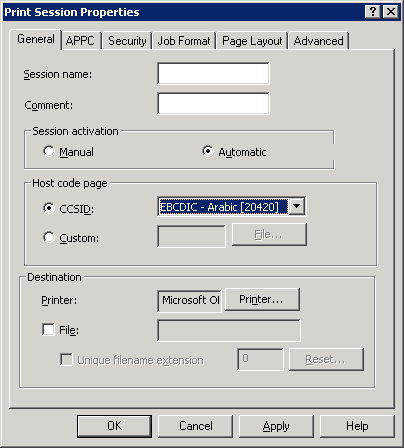 Print Session Properties
General APPC Security Job Format Page Layout Advanced
Session name:
Comment:
Session activation
Manual Automatic
Host code page
CCSID: EBCDIC - Arabic [20420]
Custom: File...
Destination
Printer: Microsoft OI Printer...
File:
Unique filename extension 0 Reset...
OK Cancel Apply Help